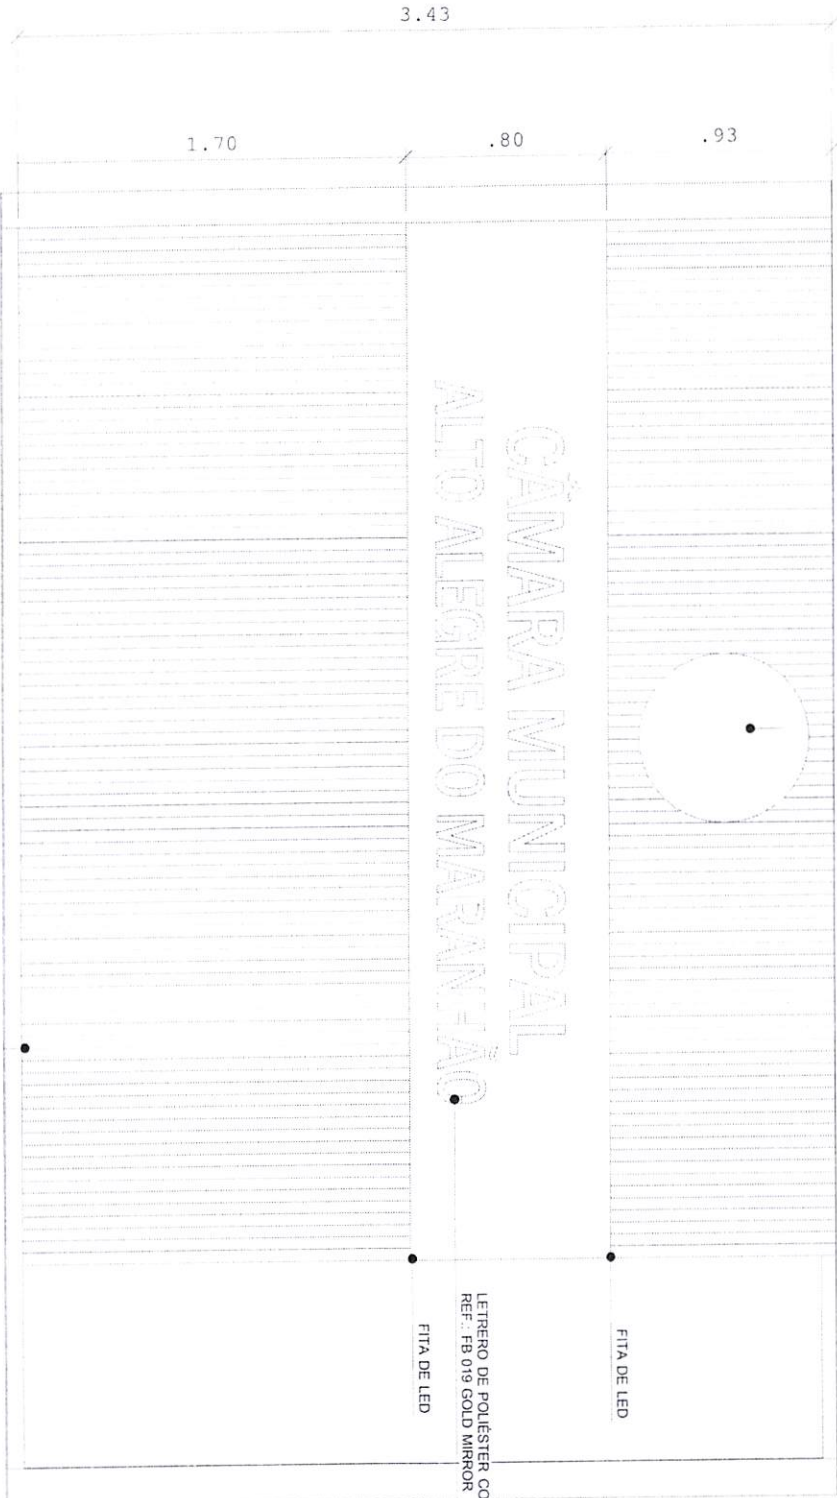 3.43
1.70
.80
.93
CÂMARA MUNICIPAL
ALTO ALEGRE DO MARANHÃO
FITA DE LED
LETRERO DE POLIÉSTER CO
REF.: FB 019 GOLD MIRROR
FITA DE LED